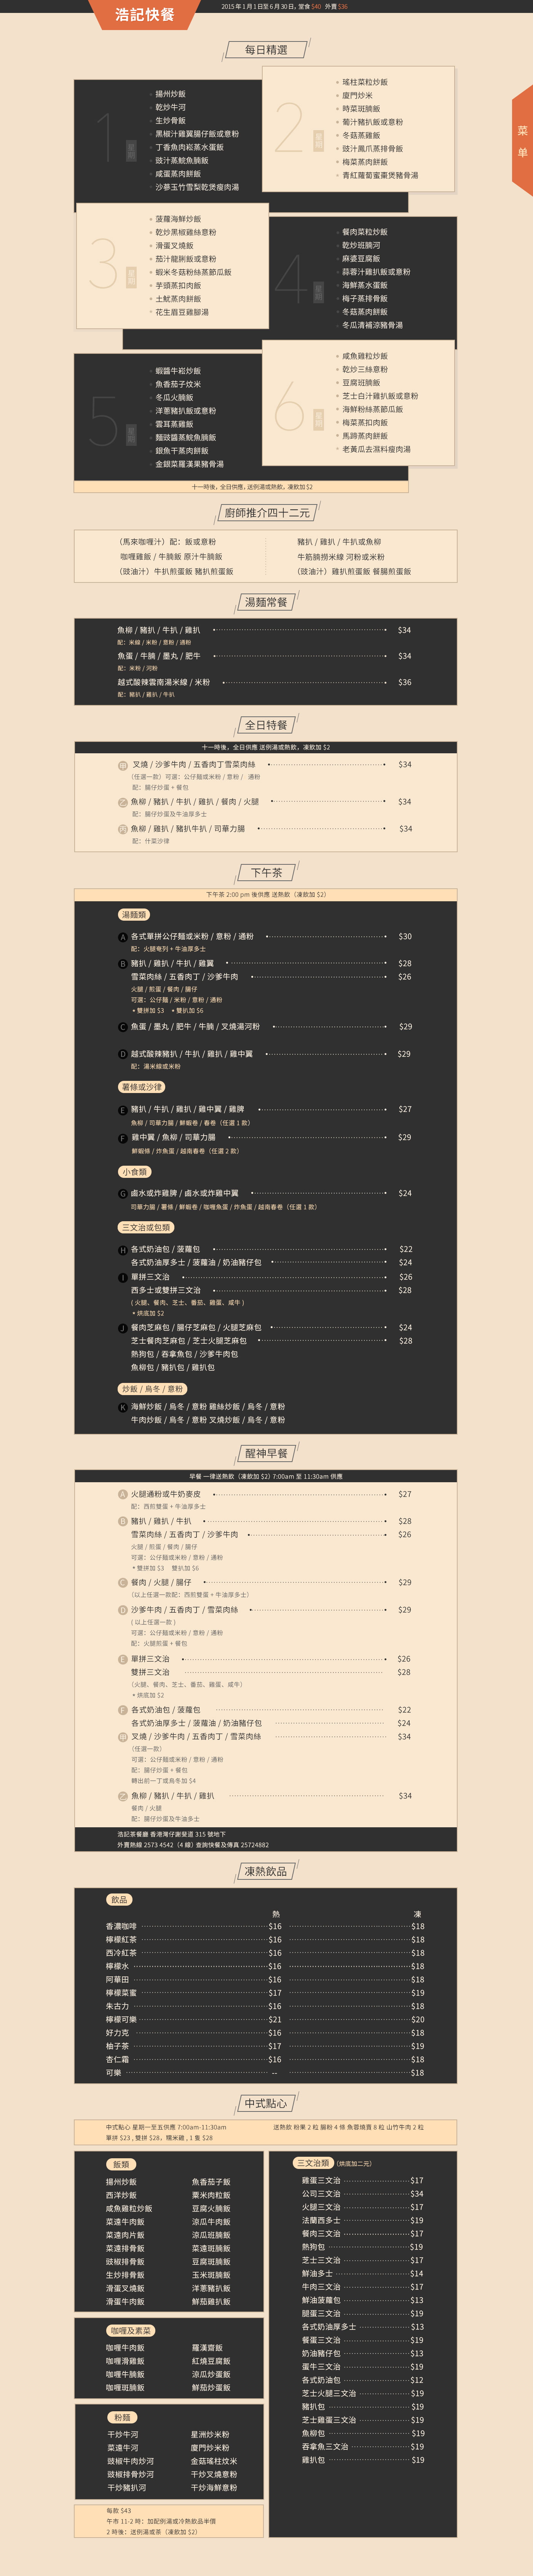 浩記快餐
2015年1月1日至6月30日, 堂食 $40 外賣 $36
菜
单
每日精選
1
揚州炒飯
乾炒牛河
生炒骨飯
黑椒汁雞翼腸仔飯或意粉
丁香魚肉崧蒸水蛋飯
豉汁蒸鯇魚腩飯
咸蛋蒸肉餅飯
沙蔘玉竹雪梨乾煲瘦肉湯
2
瑤柱菜粒炒飯
廈門炒米
時菜斑腩飯
葡汁豬扒飯或意粉
冬菇蒸雞飯
豉汁鳳爪蒸排骨飯
梅菜蒸肉餅飯
青紅蘿蔔蜜棗煲豬骨湯
3
菠蘿海鮮炒飯
乾炒黑椒雞絲意粉
滑蛋叉燒飯
茄汁龍脷飯或意粉
蝦米冬菇粉絲蒸節瓜飯
芋頭蒸扣肉飯
土魷蒸肉餅飯
花生眉豆雞腳湯
4
餐肉菜粒炒飯
乾炒班腩河
麻婆豆腐飯
蒜蓉汁雞扒飯或意粉
海鮮蒸水蛋飯
梅子蒸排骨飯
冬菇蒸肉餅飯
冬瓜清補涼豬骨湯
5
蝦醬牛崧炒飯
魚香茄子炆米
冬瓜火腩飯
洋蔥豬扒飯或意粉
雲耳蒸雞飯
麵豉醬蒸鯇魚腩飯
銀魚干蒸肉餅飯
金銀菜羅漢果豬骨湯
6
咸魚雞粒炒飯
乾炒三絲意粉
豆腐班腩飯
芝士白汁雞扒飯或意粉
海鮮粉絲蒸節瓜飯
梅菜蒸扣肉飯
馬蹄蒸肉餅飯
老黃瓜去濕料瘦肉湯
十一時後, 全日供應, 送例湯或熱飲, 凍飲加 $2
廚師推介四十二元
（馬來咖喱汁）配：飯或意粉
咖喱雞飯 / 牛腩飯 原汁牛腩飯
（豉油汁）牛扒煎蛋飯 豬扒煎蛋飯
豬扒 / 雞扒 / 牛扒或魚柳
牛筋腩撈米線 河粉或米粉
（豉油汁）雞扒煎蛋飯 餐腸煎蛋飯
湯麵常餐
魚柳 / 豬扒 / 牛扒 / 雞扒 $34
配：米線 / 米粉 / 意粉 / 通粉
魚蛋 / 牛腩 / 墨丸 / 肥牛 $34
配：米粉 / 河粉
越式酸辣雲南湯米線 / 米粉 $36
配：豬扒 / 雞扒 / 牛扒
全日特餐
十一時後，全日供應 送例湯或熱飲，凍飲加 $2
甲 叉燒 / 沙爹牛肉 / 五香肉丁雪菜肉絲 $34
（任選一款）可選：公仔麵或米粉 / 意粉 / 通粉
配：腸仔炒蛋 + 餐包
乙 魚柳 / 豬扒 / 牛扒 / 雞扒 / 餐肉 / 火腿 $34
配：腸仔炒蛋及牛油厚多士
丙 魚柳 / 雞扒 / 豬扒牛扒 / 司華力腸 $34
配：什菜沙律
下午茶
下午茶 2:00 pm 後供應 送熱飲（凍飲加 $2）
湯麵類
A 各式單拼公仔麵或米粉 / 意粉 / 通粉 $30
配：火腿奄列 + 牛油厚多士
B 豬扒 / 雞扒 / 牛扒 / 雞翼 $28
雪菜肉絲 / 五香肉丁 / 沙爹牛肉 $26
火腿 / 煎蛋 / 餐肉 / 腸仔
可選：公仔麵 / 米粉 / 意粉 / 通粉
• 雙拼加 $3 • 雙扒加 $6
C 魚蛋 / 墨丸 / 肥牛 / 牛腩 / 叉燒湯河粉 $29
D 越式酸辣豬扒 / 牛扒 / 雞扒 / 雞中翼 $29
配：湯米線或米粉
薯條或沙律
E 豬扒 / 牛扒 / 雞扒 / 雞中翼 / 雞脾 $27
魚柳 / 司華力腸 / 鮮蝦卷 / 春卷（任選 1 款）
F 雞中翼 / 魚柳 / 司華力腸 $29
鮮蝦條 / 炸魚蛋 / 越南春卷（任選 2 款）
小食類
G 鹵水或炸雞脾 / 鹵水或炸雞中翼 $24
司華力腸 / 薯條 / 鮮蝦卷 / 咖喱魚蛋 / 炸魚蛋 / 越南春卷（任選 1 款）
三文治或包類
H 各式奶油包 / 菠蘿包 $22
各式奶油厚多士 / 菠蘿油 / 奶油豬仔包 $24
I 單拼三文治 $26
西多士或雙拼三文治 $28
( 火腿、餐肉、芝士、番茄、雞蛋、咸牛 )
• 烘底加 $2
J 餐肉芝麻包 / 腸仔芝麻包 / 火腿芝麻包 $24
芝士餐肉芝麻包 / 芝士火腿芝麻包 $28
熱狗包 / 吞拿魚包 / 沙爹牛肉包
魚柳包 / 豬扒包 / 雞扒包
炒飯 / 烏冬 / 意粉
K 海鮮炒飯 / 烏冬 / 意粉 雞絲炒飯 / 烏冬 / 意粉
牛肉炒飯 / 烏冬 / 意粉 叉燒炒飯 / 烏冬 / 意粉
醒神早餐
早餐 一律送熱飲（凍飲加 $2) 7:00am 至 11:30am 供應
A 火腿通粉或牛奶麥皮 $27
配：西煎雙蛋 + 牛油厚多士
B 豬扒 / 雞扒 / 牛扒 $28
雪菜肉絲 / 五香肉丁 / 沙爹牛肉 $26
火腿 / 煎蛋 / 餐肉 / 腸仔
可選：公仔麵或米粉 / 意粉 / 通粉
• 雙拼加 $3 雙扒加 $6
C 餐肉 / 火腿 / 腸仔 $29
（以上任選一款配：西煎雙蛋 + 牛油厚多士）
D 沙爹牛肉 / 五香肉丁 / 雪菜肉絲 $29
( 以上任選一款 )
可選：公仔麵或米粉 / 意粉 / 通粉
配：火腿煎蛋 + 餐包
E 單拼三文治 $26
雙拼三文治 $28
（火腿、餐肉、芝士、番茄、雞蛋、咸牛）
• 烘底加 $2
F 各式奶油包 / 菠蘿包 $22
各式奶油厚多士 / 菠蘿油 / 奶油豬仔包 $24
甲 叉燒 / 沙爹牛肉 / 五香肉丁 / 雪菜肉絲 $34
（任選一款）
可選：公仔麵或米粉 / 意粉 / 通粉
配：腸仔炒蛋 + 餐包
轉出前一丁或烏冬加 $4
乙 魚柳 / 豬扒 / 牛扒 / 雞扒 $34
餐肉 / 火腿
配：腸仔炒蛋及牛油多士
浩記茶餐廳 香港灣仔謝斐道 315 號地下
外賣熱線 2573 4542（4 線) 查詢快餐及傳真 25724882
凍熱飲品
飲品
熱 凍
香濃咖啡 $16 $18
檸檬紅茶 $16 $18
西冷紅茶 $16 $18
檸檬水 $16 $18
阿華田 $16 $18
檸檬菜蜜 $17 $19
朱古力 $16 $18
檸檬可樂 $21 $20
好力克 $16 $18
柚子茶 $17 $19
杏仁霜 $16 $18
可樂 -- $18
中式點心
中式點心 星期一至五供應 7:00am-11:30am
單拼 $23 , 雙拼 $28，糯米雞 , 1 隻 $28
送熱飲 粉果 2 粒 腸粉 4 條 魚蓉燒賣 8 粒 山竹牛肉 2 粒
飯類
揚州炒飯 魚香茄子飯
西洋炒飯 粟米肉粒飯
咸魚雞粒炒飯 豆腐火腩飯
菜遠牛肉飯 涼瓜牛肉飯
菜遠肉片飯 涼瓜班腩飯
菜遠排骨飯 菜遠斑腩飯
豉椒排骨飯 豆腐斑腩飯
生炒排骨飯 玉米斑腩飯
滑蛋叉燒飯 洋蔥豬扒飯
滑蛋牛肉飯 鮮茄雞扒飯
咖喱及素菜
咖喱牛肉飯 羅漢齋飯
咖喱滑雞飯 紅燒豆腐飯
咖喱牛腩飯 涼瓜炒蛋飯
咖喱斑腩飯 鮮茄炒蛋飯
粉麵
干炒牛河 星洲炒米粉
菜遠牛河 廈門炒米粉
豉椒牛肉炒河 金菇瑤柱炆米
豉椒排骨炒河 干炒叉燒意粉
干炒豬扒河 干炒海鮮意粉
每款 $43
午市 11-2 時：加配例湯或冷熱飲品半價
2 時後：送例湯或茶（凍飲加 $2）
三文治類 （烘底加二元）
雞蛋三文治 $17
公司三文治 $34
火腿三文治 $17
法蘭西多士 $19
餐肉三文治 $17
熱狗包 $19
芝士三文治 $17
鮮油多士 $14
牛肉三文治 $17
鮮油菠蘿包 $13
腿蛋三文治 $19
各式奶油厚多士 $13
餐蛋三文治 $19
奶油豬仔包 $13
蛋牛三文治 $19
各式奶油包 $12
芝士火腿三文治 $19
豬扒包 $19
芝士雞蛋三文治 $19
魚柳包 $19
吞拿魚三文治 $19
雞扒包 $19